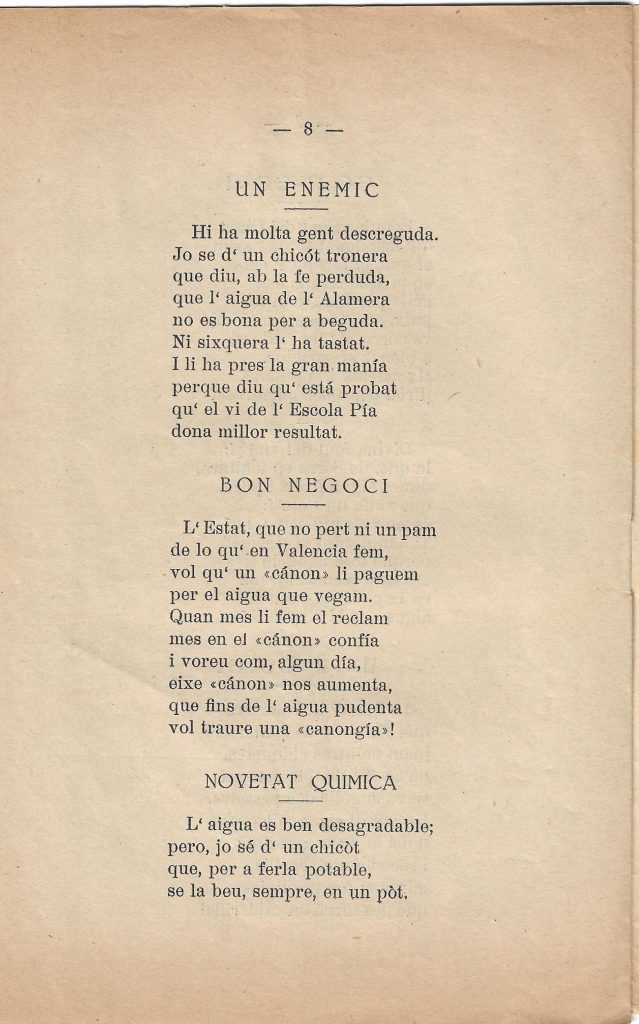 — 8 —
UN ENEMIC
Hi ha molta gent descreguda.
Jo se d‘ un chicót tronera
que diu, ab la fe perduda,
que l‘ aigua de l‘ Alamera
no es bona per a beguda.
Ni sixquera l‘ ha tastat.
I li ha pres la gran manía
perque diu qu‘ está probat
qu‘ el vi de l‘ Escola Pía
dona millor resultat.
BON NEGOCI
L‘ Estat, que no pert ni un pam
de lo qu‘ en Valencia fem,
vol qu‘ un «cánon» li paguem
per el aigua que vegam.
Quan mes li fem el reclam
mes en el «cánon» confía
i voreu com, algun día,
eixe «cánon» nos aumenta,
que fins de l‘ aigua pudenta
vol traure una «canongía»!
NOVETAT QUIMICA
L‘ aigua es ben desagradable;
pero, jo sé d‘ un chicòt
que, per a ferla potable,
se la beu, sempre, en un pòt.